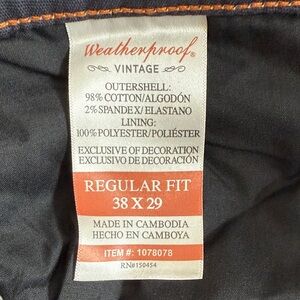 Weatherproof®
VINTAGE
OUTERSHELL:
98% COTTON/ALGODÓN
2% SPANDEX/ ELASTANO
LINING:
100% POLYESTER/POLIÉSTER
EXCLUSIVE OF DECORATION
EXCLUSIVO DE DECORACIÓN
REGULAR FIT
38 X 29
MADE IN CAMBODIA
HECHO EN CAMBOYA
ITEM #: 1078078
RN#150454